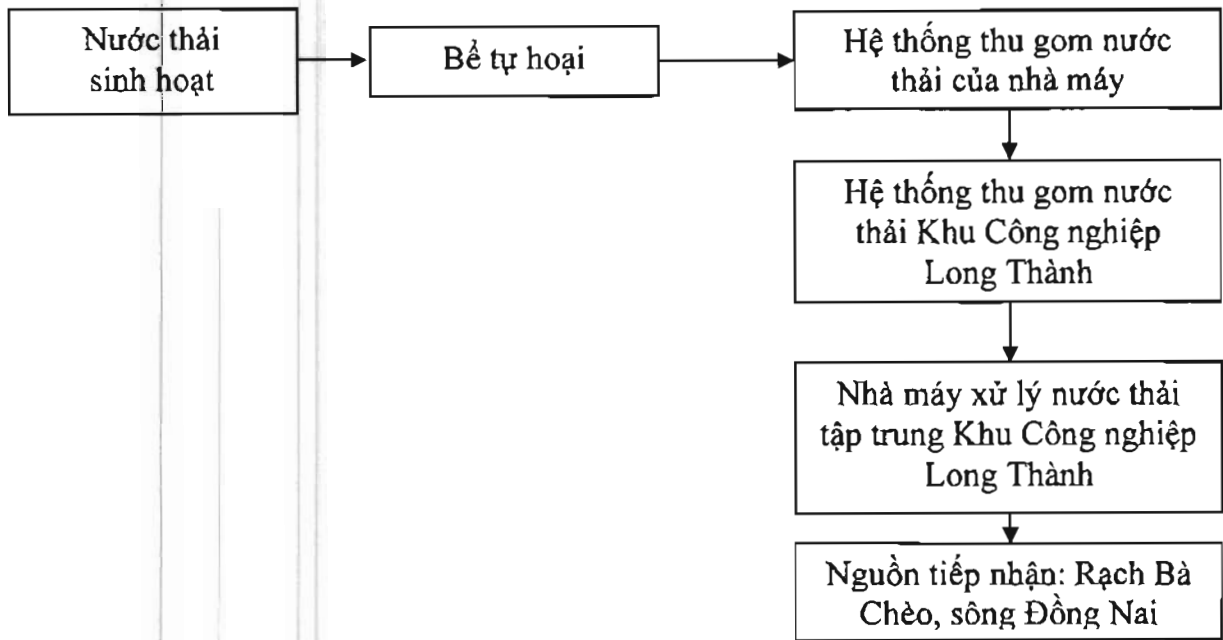 Nước thải
sinh hoạt
Bể tự hoại
Hệ thống thu gom nước
thải của nhà máy
Hệ thống thu gom nước
thải Khu Công nghiệp
Long Thành
Nhà máy xử lý nước thải
tập trung Khu Công nghiệp
Long Thành
Nguồn tiếp nhận: Rạch Bà
Chèo, sông Đồng Nai